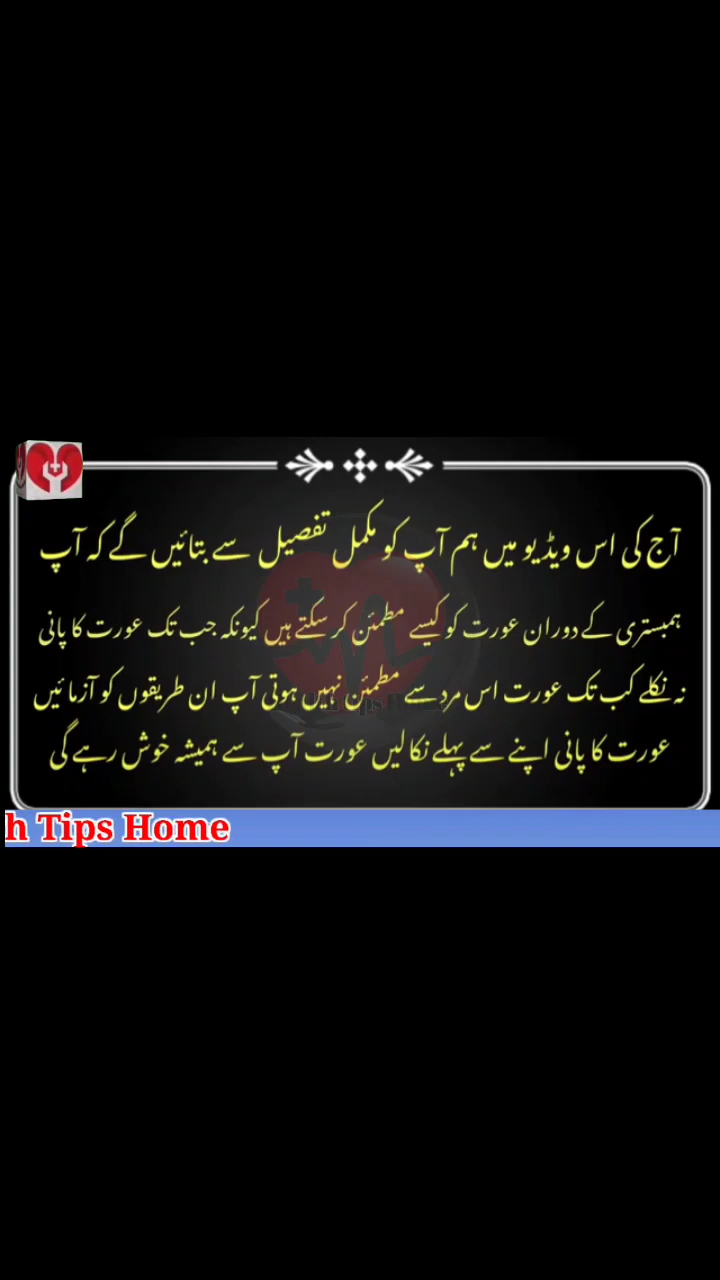 آج کی اس ویڈیو میں ہم آپ کو مکمل تفصیل سے بتائیں گے کہ آپ
ہمبستری کے دوران عورت کو کیسے مطمئن کر سکتے ہیں کیونکہ جب تک عورت کا پانی
نہ نکلے کب تک عورت اس مرد سے مطمئن نہیں ہوتی آپ ان طریقوں کو آزمائیں
عورت کا پانی اپنے سے پہلے نکالیں عورت آپ سے ہمیشہ خوش رہے گی
h Tips Home